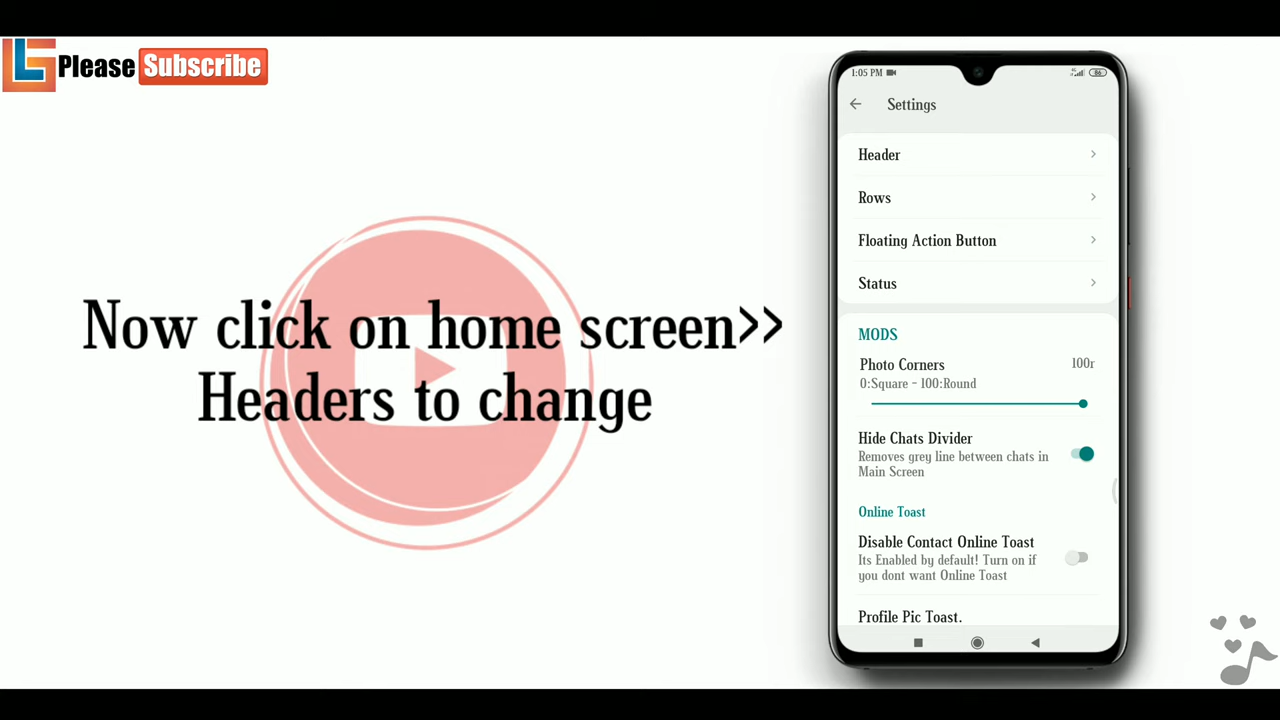 Please Subscribe
Now click on home screen>>
Headers to change
1:05 PM
86
Settings
Header
Rows
Floating Action Button
Status
MODS
Photo Corners
100r
0:Square - 100:Round
Hide Chats Divider
Removes grey line between chats in
Main Screen
Online Toast
Disable Contact Online Toast
Its Enabled by default! Turn on if
you dont want Online Toast
Profile Pic Toast.